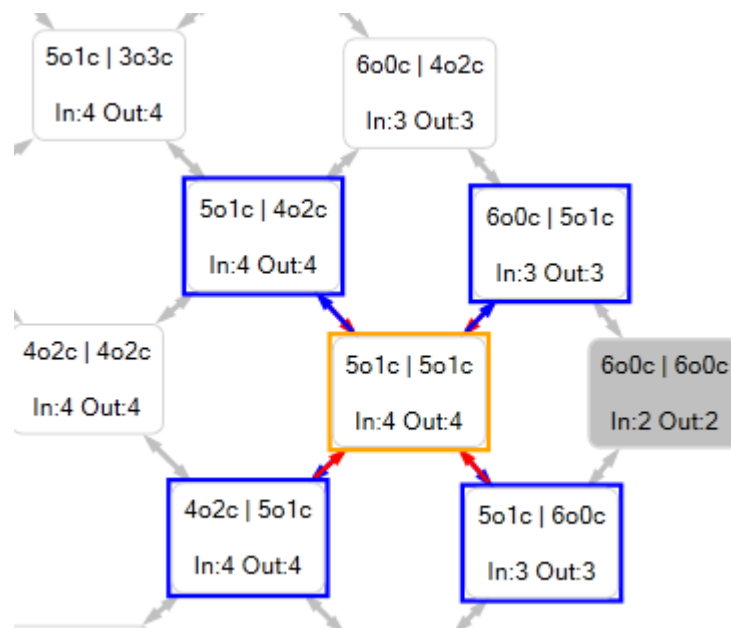 5o1c | 3o3c
In:4 Out:4
6o0c | 4o2c
In:3 Out:3
5o1c | 4o2c
In:4 Out:4
6o0c | 5o1c
In:3 Out:3
4o2c | 4o2c
In:4 Out:4
5o1c | 5o1c
In:4 Out:4
6o0c | 6o0c
In:2 Out:2
4o2c | 5o1c
In:4 Out:4
5o1c | 6o0c
In:3 Out:3